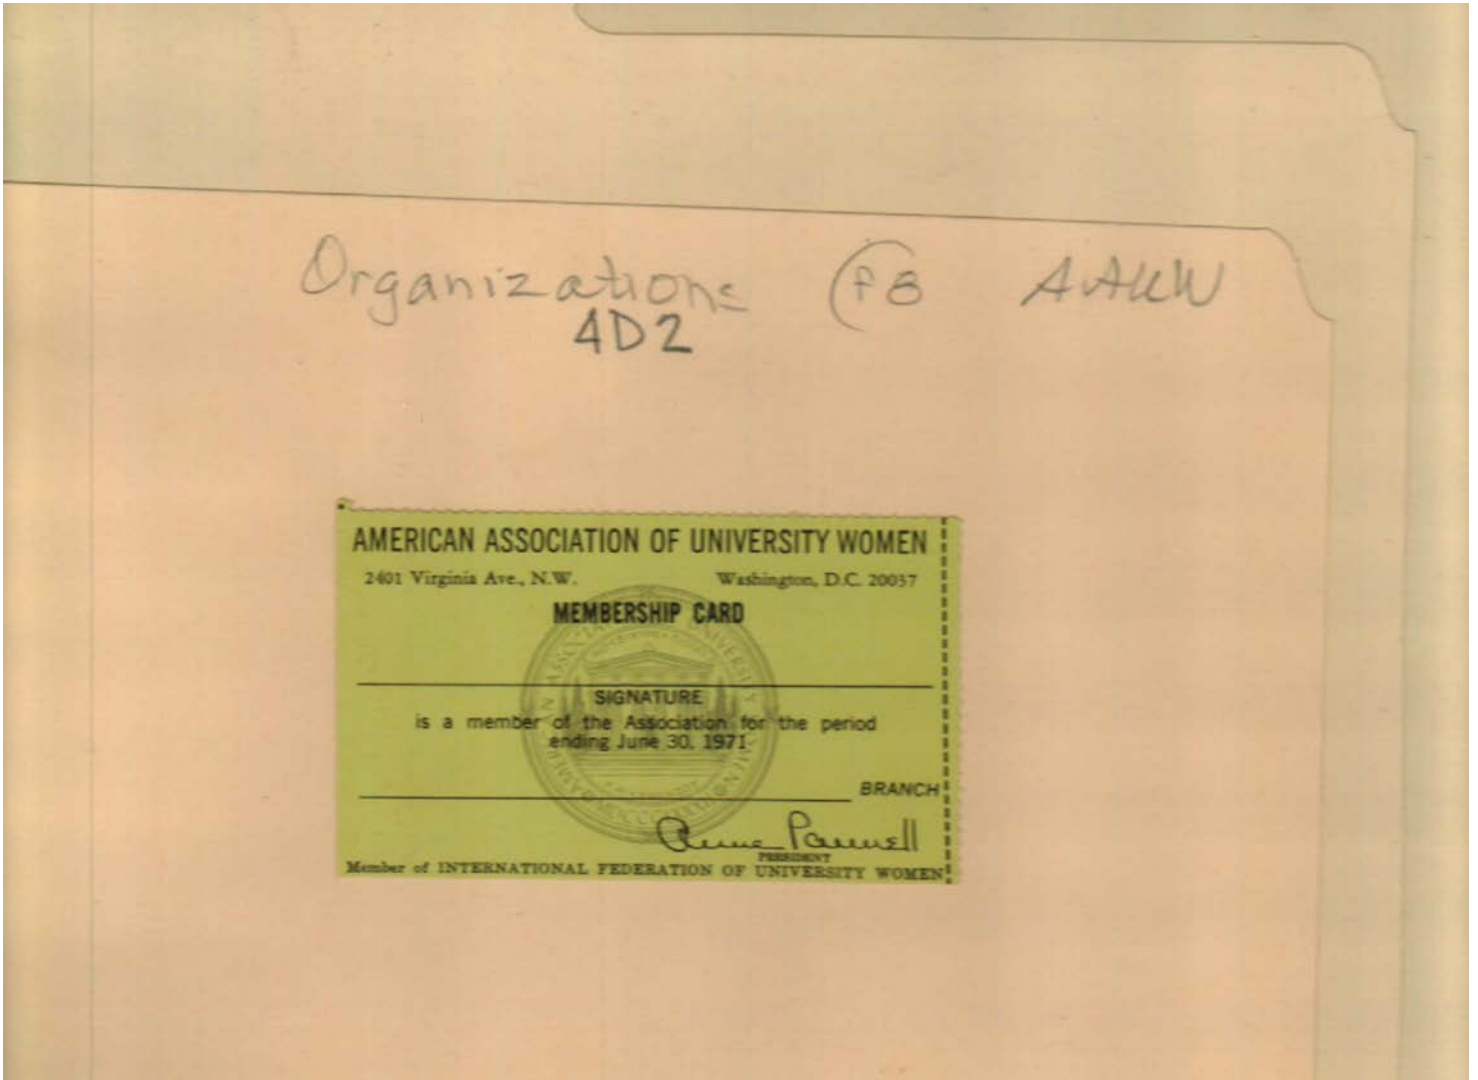 Organizations (F8 AAUW
4D2
AMERICAN ASSOCIATION OF UNIVERSITY WOMEN
2401 Virginia Ave., N.W. Washington, D.C. 20037
MEMBERSHIP CARD
SIGNATURE
is a member of the Association for the period
ending June 30, 1971
BRANCH
Anne Pannell
PRESIDENT
Member of INTERNATIONAL FEDERATION OF UNIVERSITY WOMEN